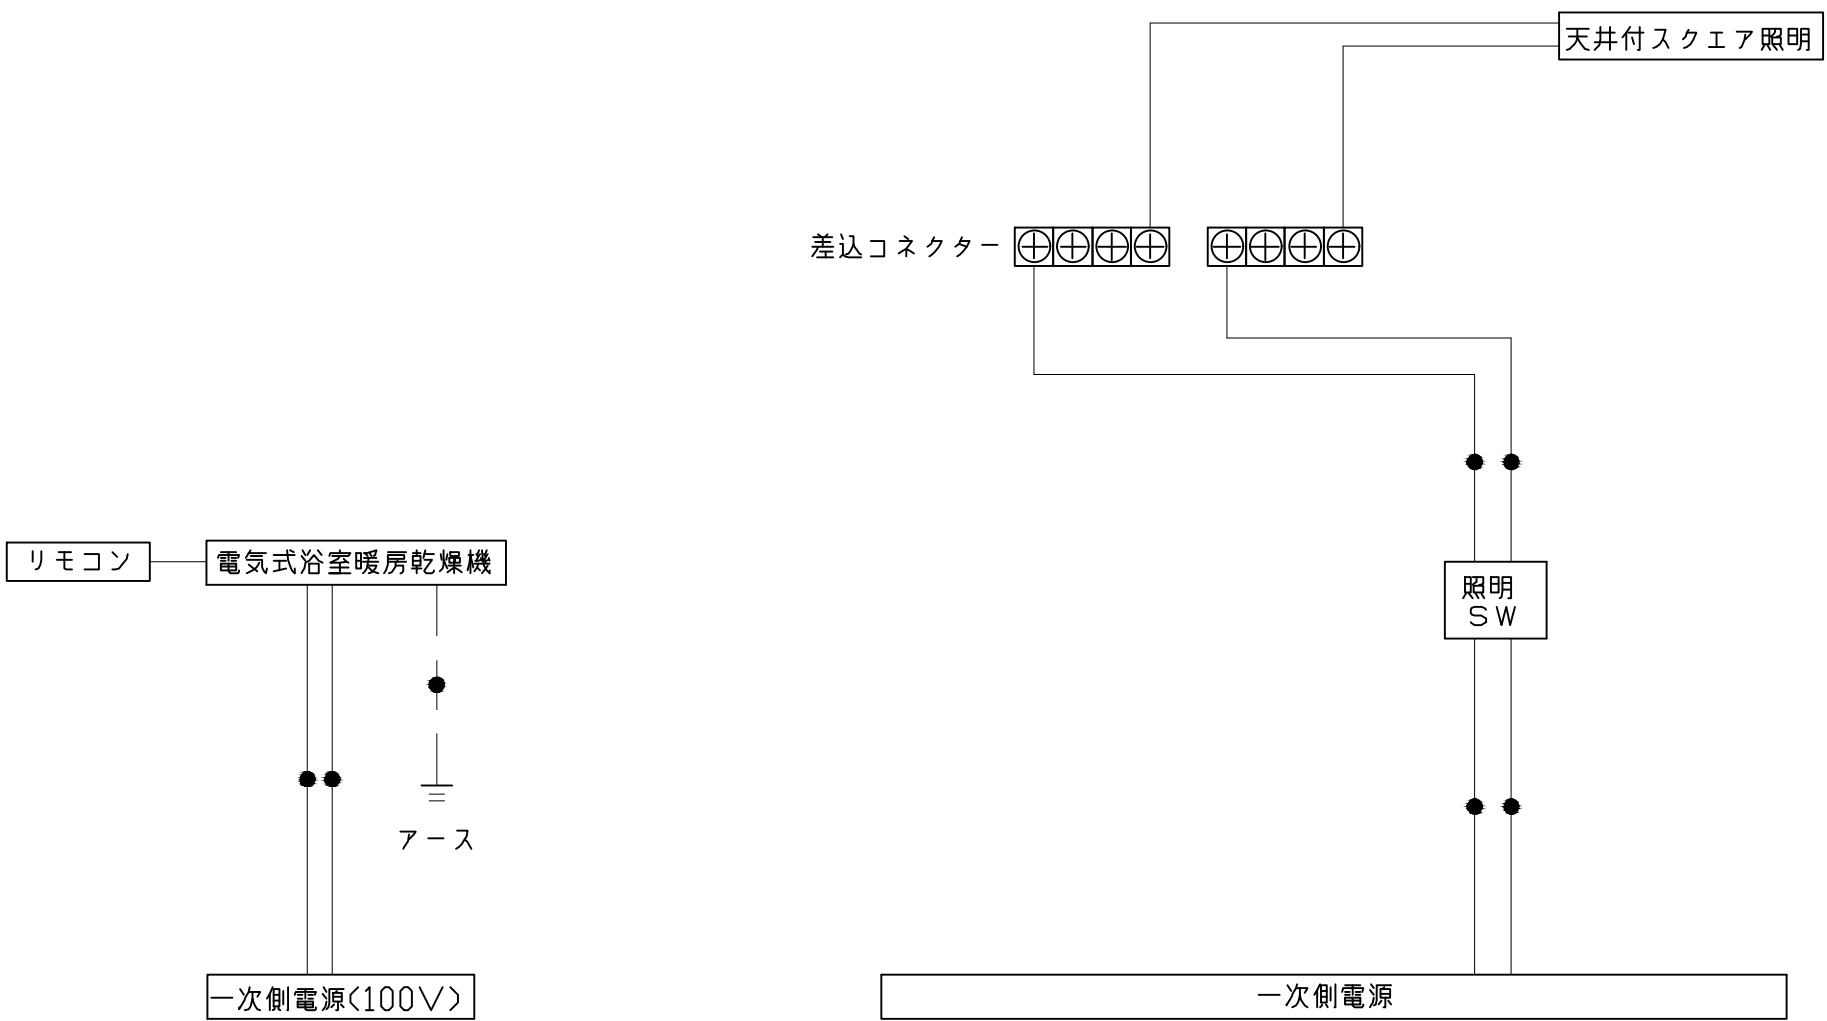 天井付スクエア照明
差込コネクター
リモコン
電気式浴室暖房乾燥機
照明
ＳＷ
アース
一次側電源(100V)
一次側電源